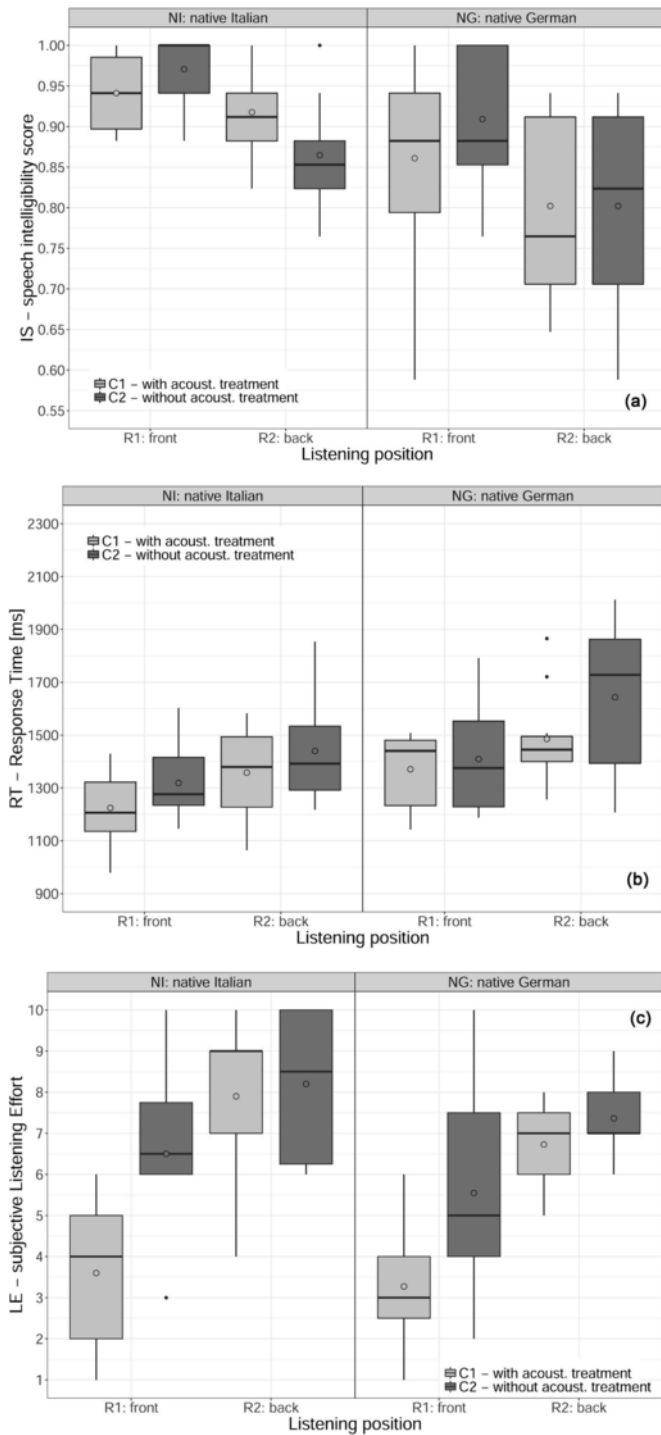 NI: native Italian NG: native German
1.00
0.95
0.90
0.85
0.80
0.75
0.70
0.65
0.60
0.55
IS – speech intelligibility score
C1 – with acoust. treatment
C2 – without acoust. treatment
(a)
R1: front R2: back R1: front R2: back
Listening position
NI: native Italian NG: native German
2300
2100
1900
1700
1500
1300
1100
900
RT – Response Time [ms]
C1 – with acoust. treatment
C2 – without acoust. treatment
(b)
R1: front R2: back R1: front R2: back
Listening position
NI: native Italian NG: native German
10
9
8
7
6
5
4
3
2
1
LE – subjective Listening Effort
(c)
C1 – with acoust. treatment
C2 – without acoust. treatment
R1: front R2: back R1: front R2: back
Listening position